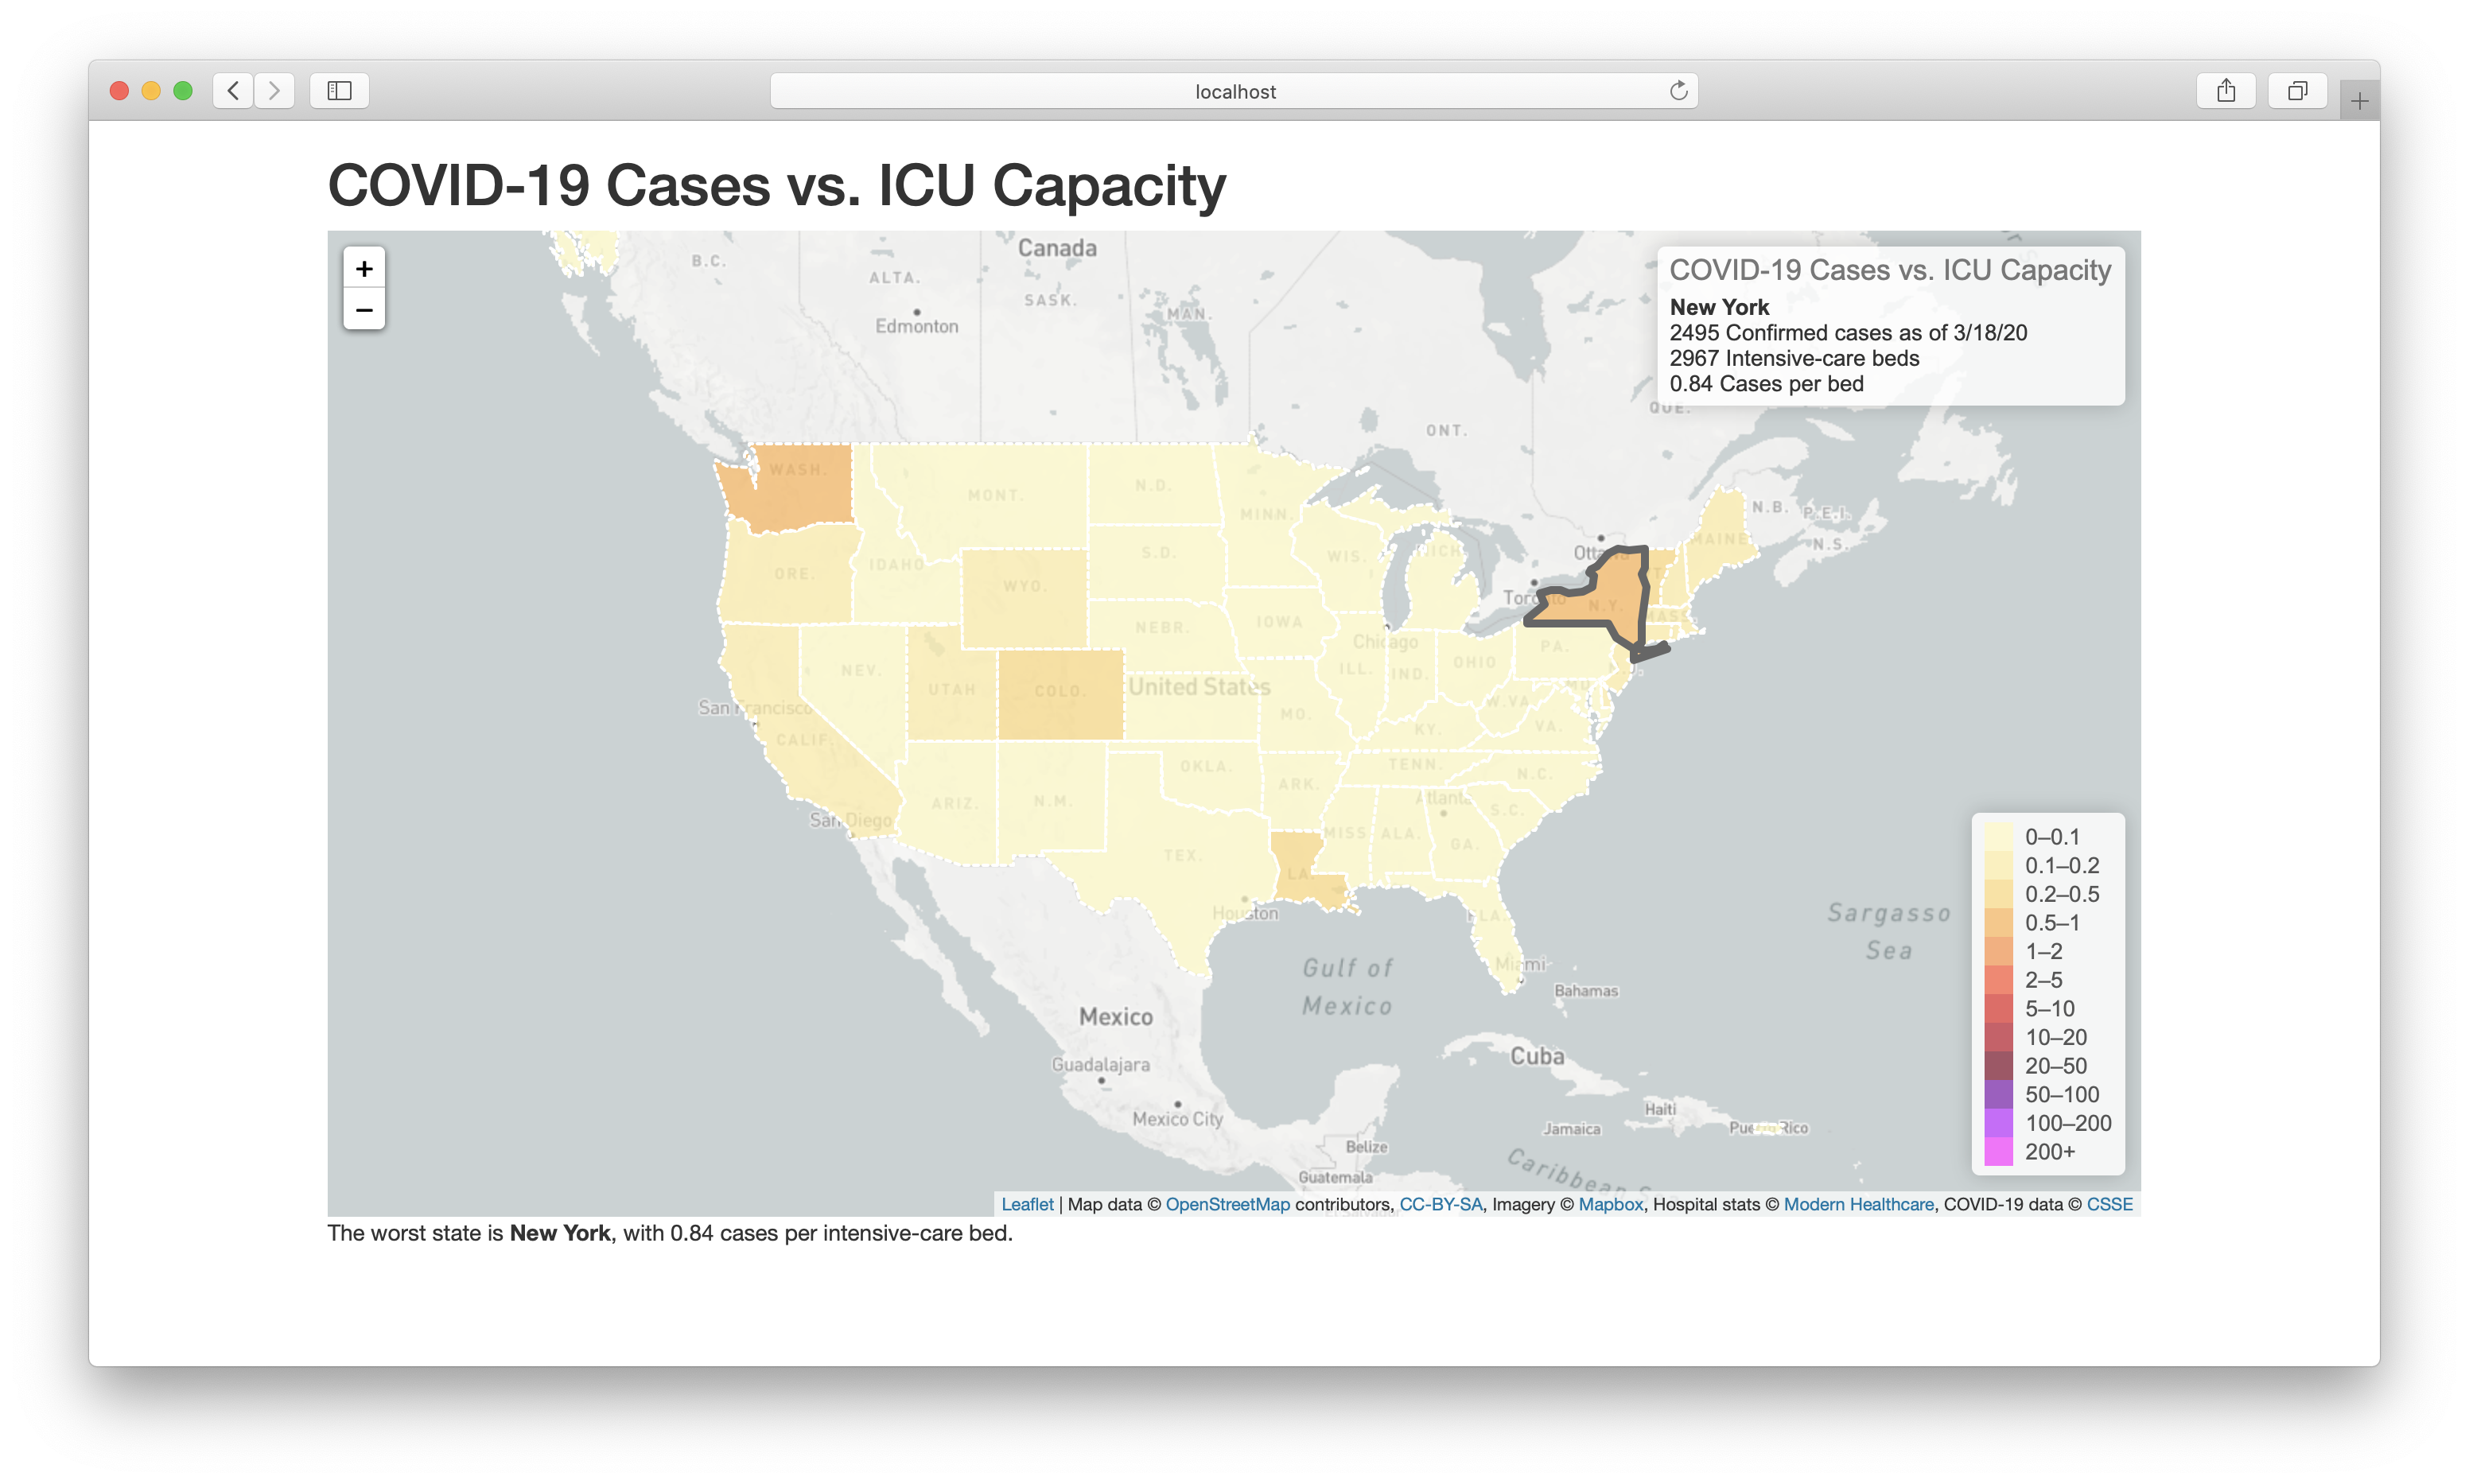 localhost
COVID-19 Cases vs. ICU Capacity
+
−
Canada
B.C.
ALTA.
SASK.
MAN.
Edmonton
COVID-19 Cases vs. ICU Capacity
New York
2495 Confirmed cases as of 3/18/20
2967 Intensive-care beds
0.84 Cases per bed
QUE.
ONT.
WASH.
MONT.
N.D.
MINN.
N.B.
P.E.I.
N.S.
MAINE
ORE.
IDAHO
WYO.
S.D.
WIS.
N.Y.
NEBR.
IOWA
Chicago
MASS.
PA.
NEV.
UTAH
COLO.
United States
ILL.
IND.
OHIO
MD.
San Francisco
CALIF.
MO.
W.VA.
KY.
VA.
OKLA.
TENN.
N.C.
ARIZ.
N.M.
ARK.
Atlanta
S.C.
San Diego
MISS.
ALA.
GA.
TEX.
LA.
Houston
FLA.
Miami
Gulf of
Mexico
Bahamas
Sargasso
Sea
Mexico
Guadalajara
Mexico City
Cuba
Haiti
Jamaica
Puerto Rico
Belize
Guatemala
Caribbean
0–0.1
0.1–0.2
0.2–0.5
0.5–1
1–2
2–5
5–10
10–20
20–50
50–100
100–200
200+
Leaflet | Map data © OpenStreetMap contributors, CC-BY-SA, Imagery © Mapbox, Hospital stats © Modern Healthcare, COVID-19 data © CSSE
The worst state is New York, with 0.84 cases per intensive-care bed.